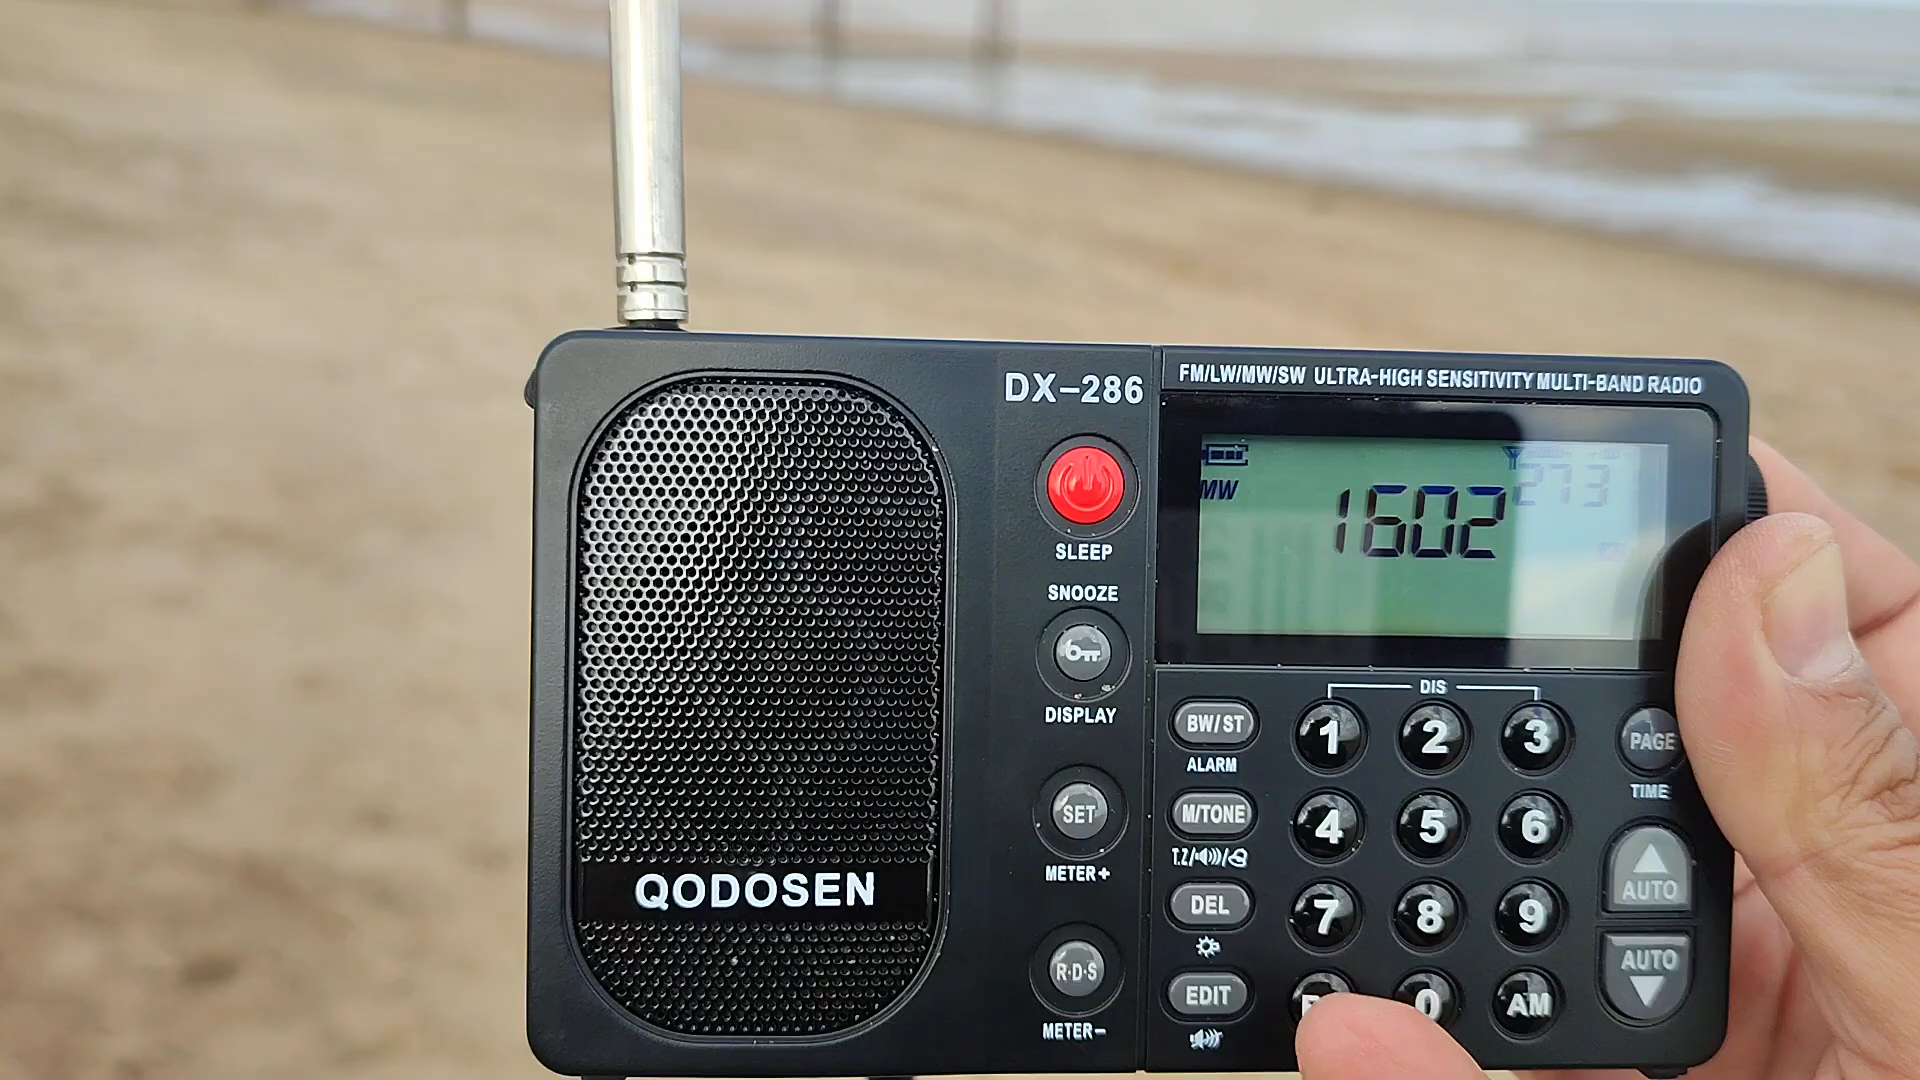 DX-286
FM/LW/MW/SW ULTRA-HIGH SENSITIVITY MULTI-BAND RADIO
MW
1602
273
SLEEP
SNOOZE
DISPLAY
SET
METER+
R·D·S
METER-
QODOSEN
DIS
BW/ST
1
2
3
PAGE
ALARM
TIME
M/TONE
4
5
6
T.Z/
AUTO
DEL
7
8
9
AUTO
EDIT
0
AM